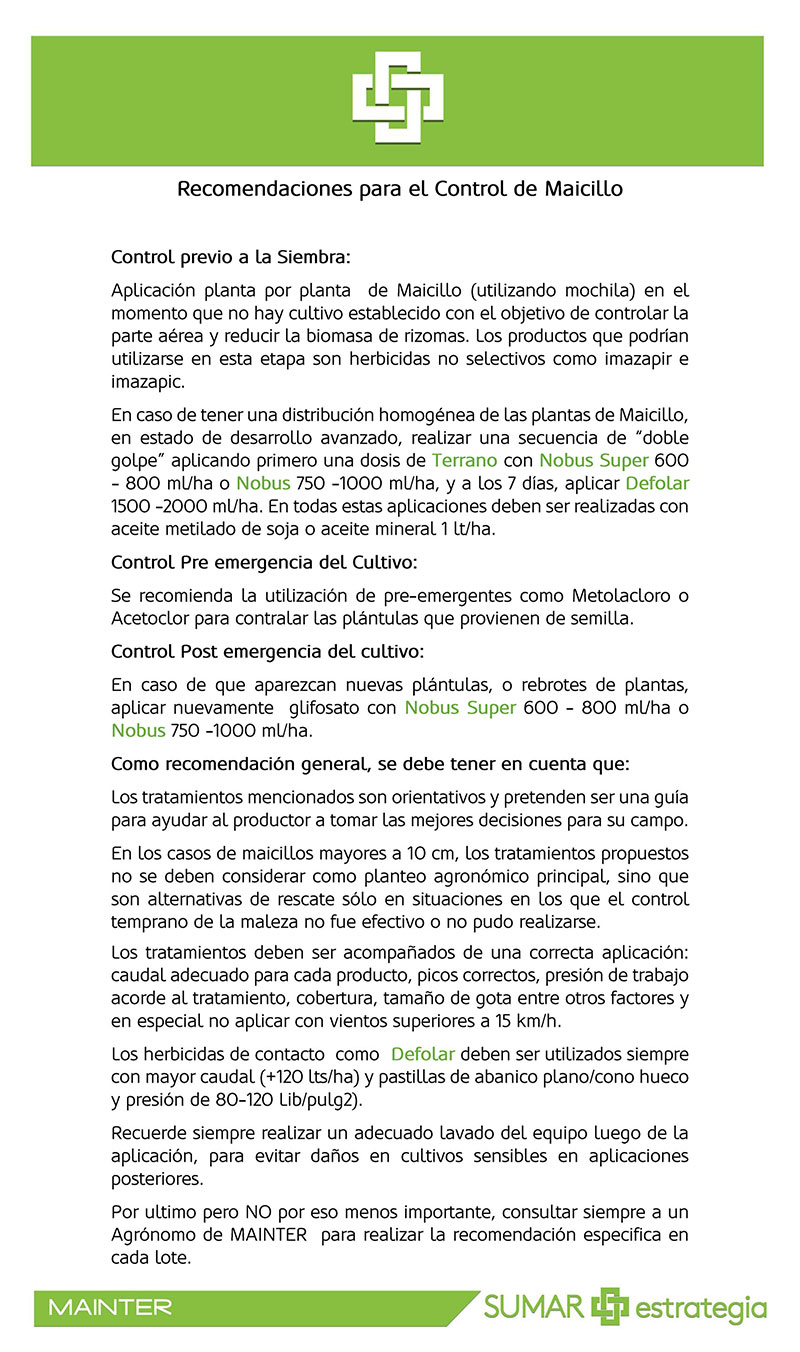 Recomendaciones para el Control de Maicillo
Control previo a la Siembra:
Aplicación planta por planta de Maicillo (utilizando mochila) en el
momento que no hay cultivo establecido con el objetivo de controlar la
parte aérea y reducir la biomasa de rizomas. Los productos que podrían
utilizarse en esta etapa son herbicidas no selectivos como imazapir e
imazapic.
En caso de tener una distribución homogénea de las plantas de Maicillo,
en estado de desarrollo avanzado, realizar una secuencia de “doble
golpe” aplicando primero una dosis de Terrano con Nobus Super 600
- 800 ml/ha o Nobus 750 -1000 ml/ha, y a los 7 días, aplicar Defolar
1500 -2000 ml/ha. En todas estas aplicaciones deben ser realizadas con
aceite metilado de soja o aceite mineral 1 lt/ha.
Control Pre emergencia del Cultivo:
Se recomienda la utilización de pre-emergentes como Metolacloro o
Acetoclor para contralar las plántulas que provienen de semilla.
Control Post emergencia del cultivo:
En caso de que aparezcan nuevas plántulas, o rebrotes de plantas,
aplicar nuevamente glifosato con Nobus Super 600 - 800 ml/ha o
Nobus 750 -1000 ml/ha.
Como recomendación general, se debe tener en cuenta que:
Los tratamientos mencionados son orientativos y pretenden ser una guía
para ayudar al productor a tomar las mejores decisiones para su campo.
En los casos de maicillos mayores a 10 cm, los tratamientos propuestos
no se deben considerar como planteo agronómico principal, sino que
son alternativas de rescate sólo en situaciones en los que el control
temprano de la maleza no fue efectivo o no pudo realizarse.
Los tratamientos deben ser acompañados de una correcta aplicación:
caudal adecuado para cada producto, picos correctos, presión de trabajo
acorde al tratamiento, cobertura, tamaño de gota entre otros factores y
en especial no aplicar con vientos superiores a 15 km/h.
Los herbicidas de contacto como Defolar deben ser utilizados siempre
con mayor caudal (+120 lts/ha) y pastillas de abanico plano/cono hueco
y presión de 80-120 Lib/pulg2).
Recuerde siempre realizar un adecuado lavado del equipo luego de la
aplicación, para evitar daños en cultivos sensibles en aplicaciones
posteriores.
Por ultimo pero NO por eso menos importante, consultar siempre a un
Agrónomo de MAINTER para realizar la recomendación especifica en
cada lote.
MAINTER
SUMAR estrategia